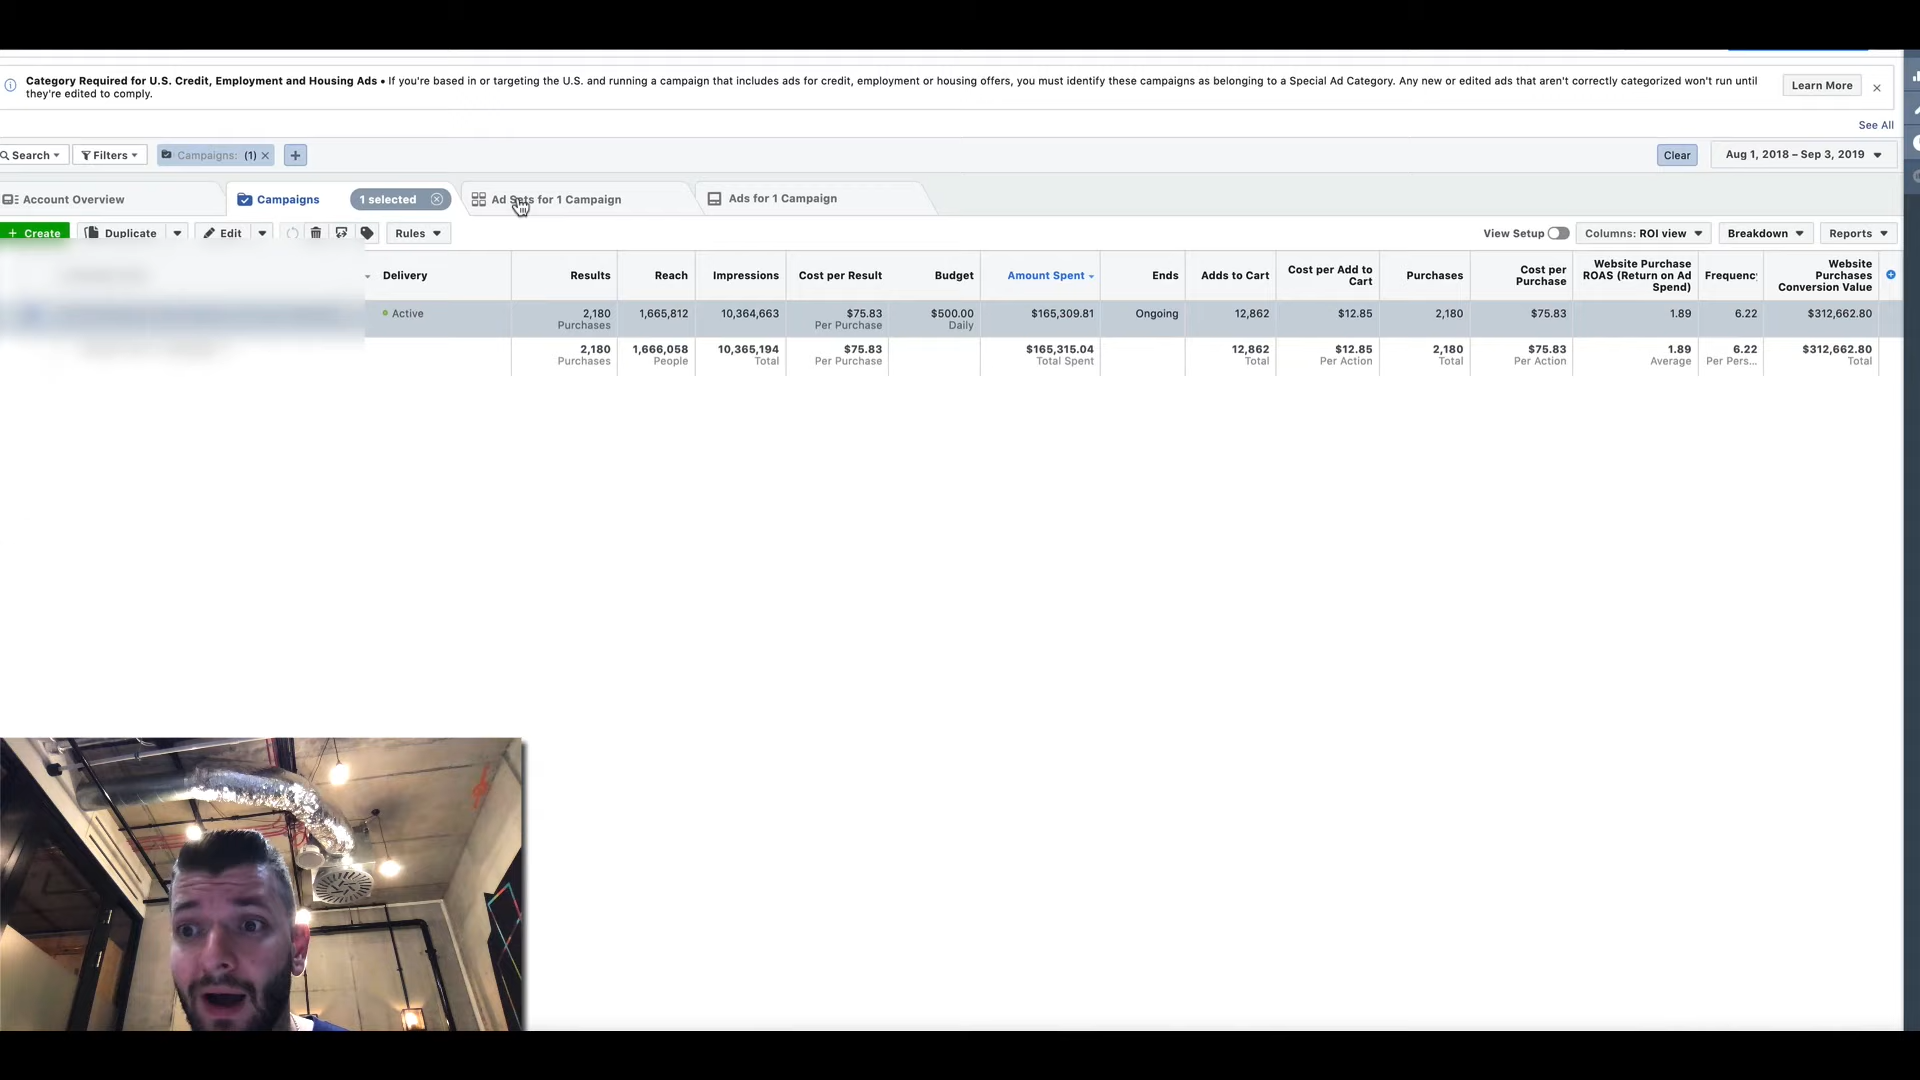 Category Required for U.S. Credit, Employment and Housing Ads • If you're based in or targeting the U.S. and running a campaign that includes ads for credit, employment or housing offers, you must identify these campaigns as belonging to a Special Ad Category. Any new or edited ads that aren't correctly categorized won't run until
they're edited to comply.
Learn More
See All
Search
Filters
Campaigns: (1)
Clear
Aug 1, 2018 – Sep 3, 2019
Account Overview
Campaigns
1 selected
Ad Sets for 1 Campaign
Ads for 1 Campaign
+ Create
Duplicate
Edit
Rules
View Setup
Columns: ROI view
Breakdown
Reports
Delivery
Results
Reach
Impressions
Cost per Result
Budget
Amount Spent
Ends
Adds to Cart
Cost per Add to
Cart
Purchases
Cost per
Purchase
Website Purchase
ROAS (Return on Ad
Spend)
Frequenc
Website
Purchases
Conversion Value
Active
2,180
Purchases
1,665,812
10,364,663
$75.83
Per Purchase
$500.00
Daily
$165,309.81
Ongoing
12,862
$12.85
2,180
$75.83
1.89
6.22
$312,662.80
2,180
Purchases
1,666,058
People
10,365,194
Total
$75.83
Per Purchase
$165,315.04
Total Spent
12,862
Total
$12.85
Per Action
2,180
Total
$75.83
Per Action
1.89
Average
6.22
Per Pers...
$312,662.80
Total